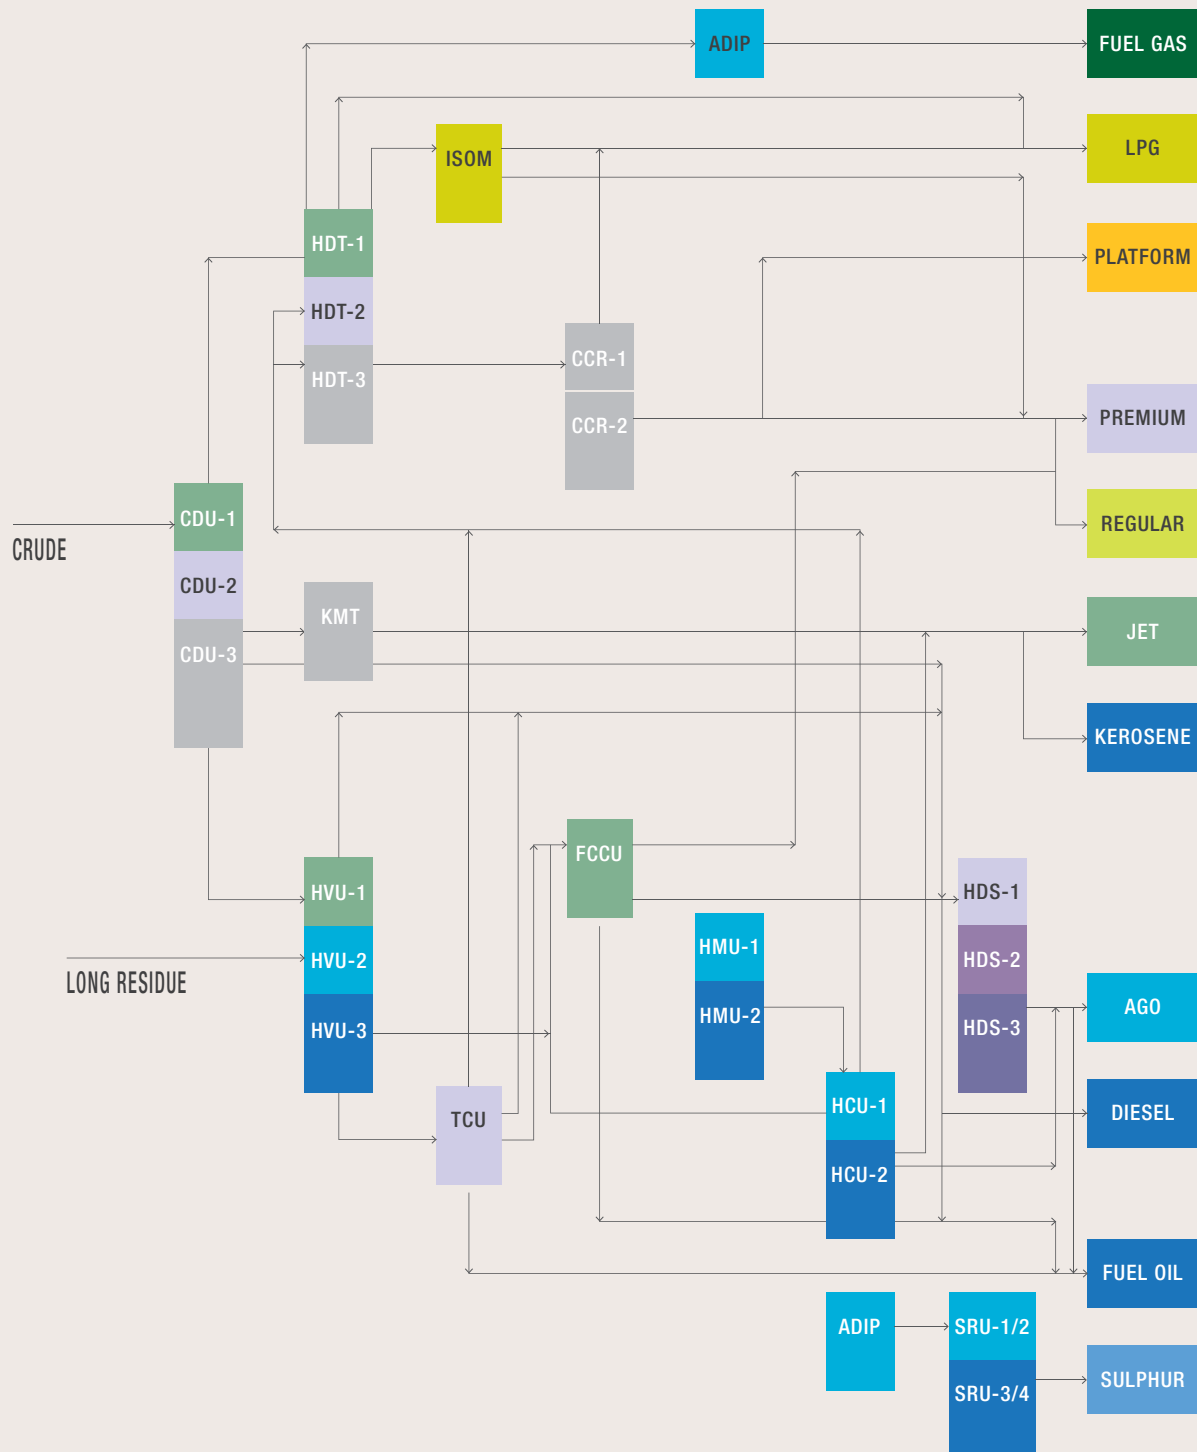 ADIP
FUEL GAS
ISOM
LPG
HDT-1
HDT-2
HDT-3
PLATFORM
CCR-1
CCR-2
PREMIUM
CDU-1
CDU-2
CDU-3
CRUDE
REGULAR
KMT
JET
KEROSENE
FCCU
HVU-1
HVU-2
HVU-3
LONG RESIDUE
HDS-1
HDS-2
HDS-3
HMU-1
HMU-2
AGO
TCU
HCU-1
HCU-2
DIESEL
FUEL OIL
ADIP
SRU-1/2
SRU-3/4
SULPHUR